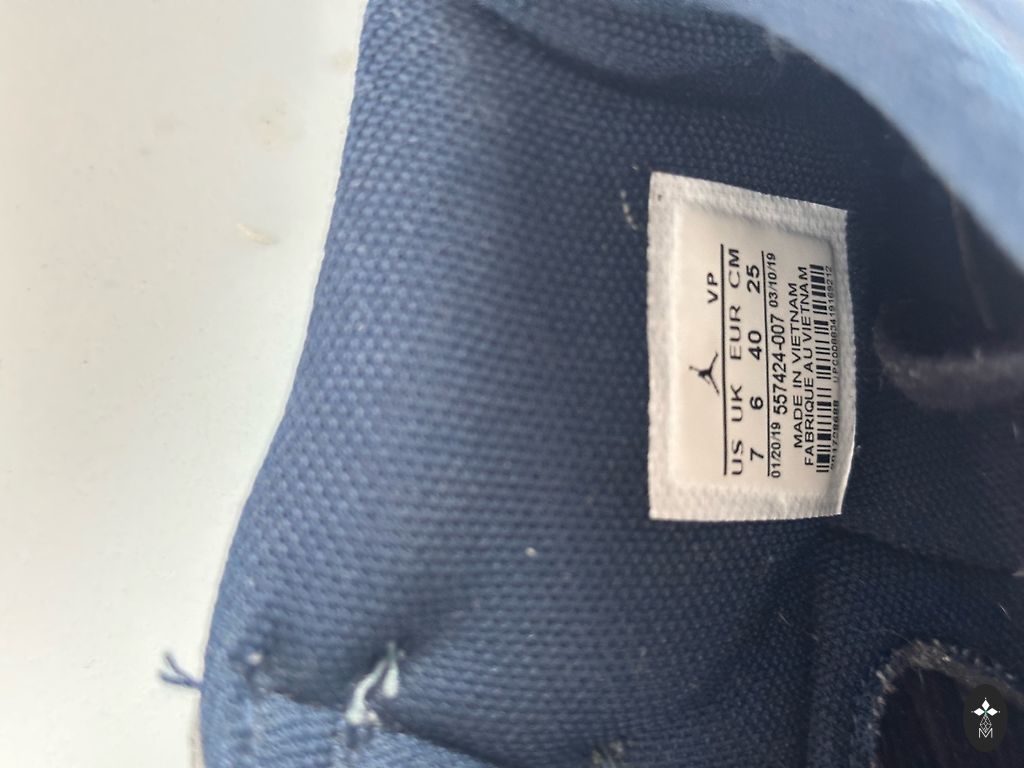 VP
US UK EUR CM
7 6 40 25
01/20/19 557424-007 03/10/19
MADE IN VIETNAM
FABRIQUE AU VIETNAM
M